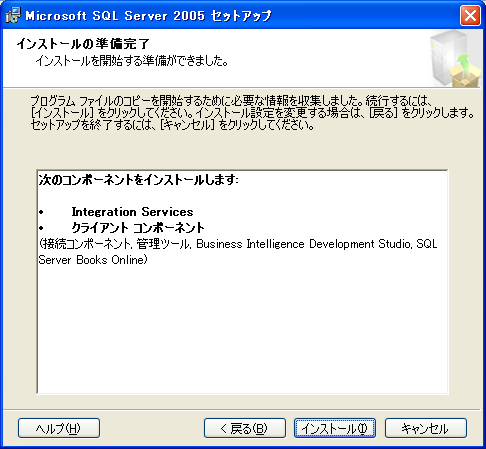 Microsoft SQL Server 2005 セットアップ
インストールの準備完了
インストールを開始する準備ができました。
プログラム ファイルのコピーを開始するために必要な情報を収集しました。続行するには、
[インストール] をクリックしてください。インストール設定を変更する場合は、[戻る] をクリックします。
セットアップを終了するには、[キャンセル] をクリックしてください。
次のコンポーネントをインストールします:
• Integration Services
• クライアント コンポーネント
(接続コンポーネント, 管理ツール, Business Intelligence Development Studio, SQL
Server Books Online)
ヘルプ(H)
< 戻る(B)
インストール(I)
キャンセル